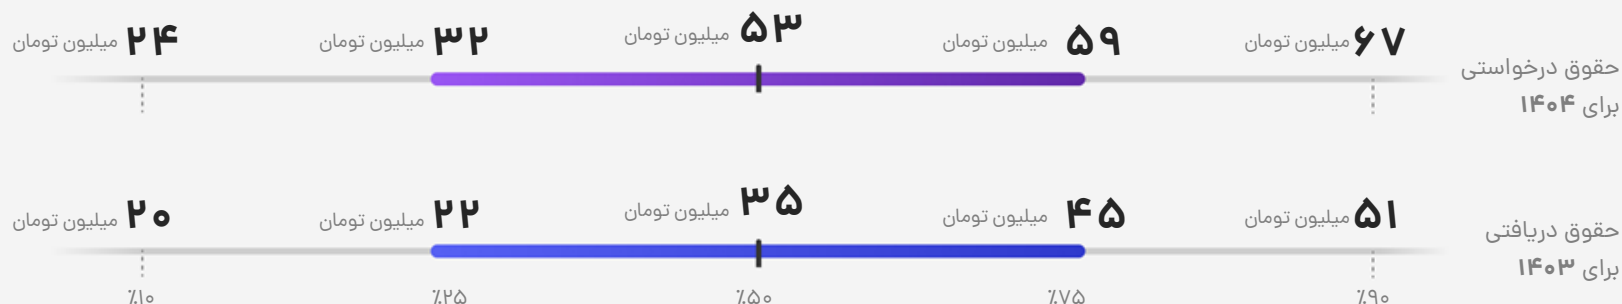 حقوق درخواستی
برای ۱۴۰۴
۶۷ میلیون تومان
۵۹ میلیون تومان
۵۳ میلیون تومان
۳۲ میلیون تومان
۲۴ میلیون تومان
حقوق دریافتی
برای ۱۴۰۳
۵۱ میلیون تومان
۴۵ میلیون تومان
۳۵ میلیون تومان
۲۲ میلیون تومان
۲۰ میلیون تومان
٪۹۰
٪۷۵
٪۵۰
٪۲۵
٪۱۰